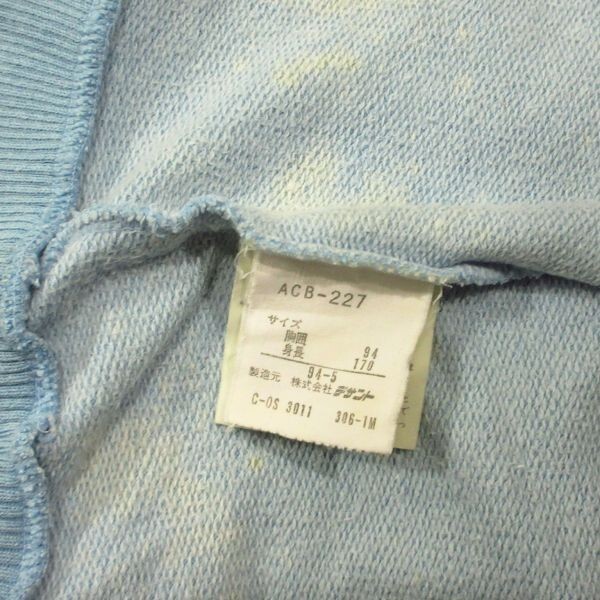 ACB-227
サイズ
胸囲 94
身長 170
94-5
製造元 株式会社デサント
C-OS 3011 306-1M